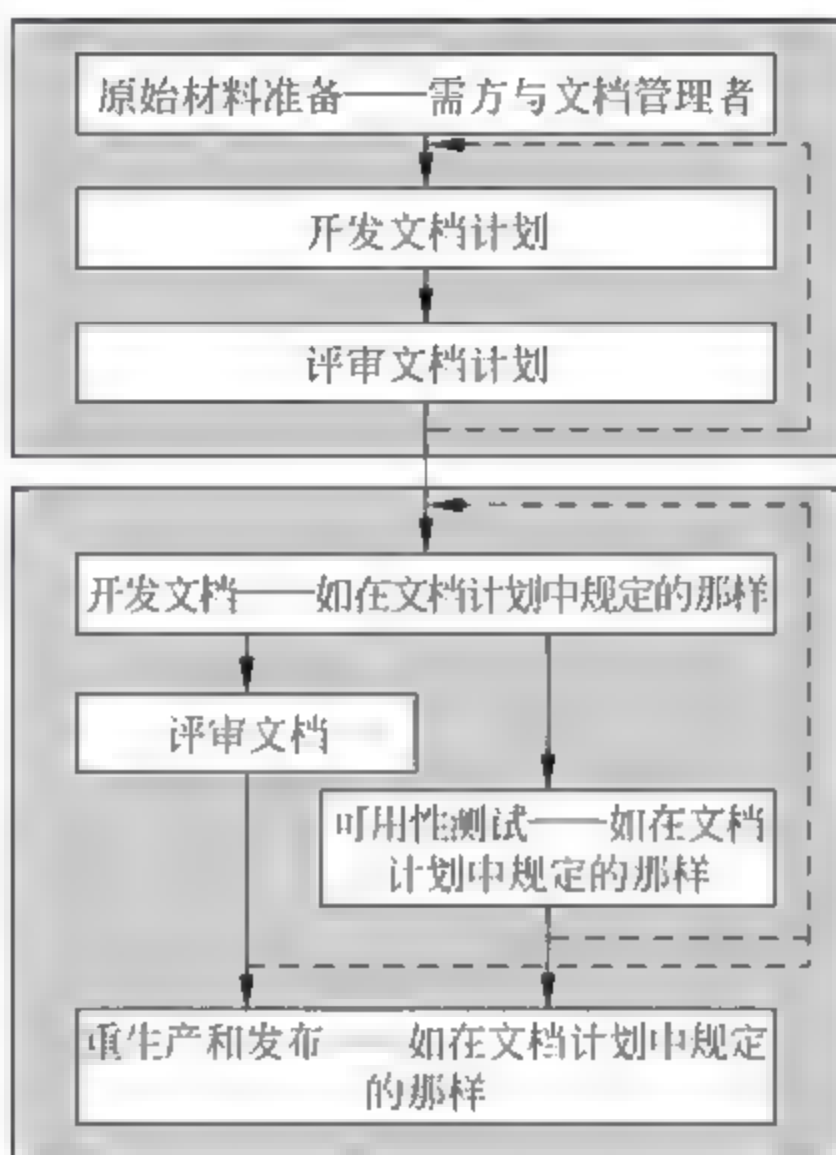 原始材料准备——需方与文档管理者
开发文档计划
评审文档计划
开发文档——如在文档计划中规定的那样
评审文档
可用性测试——如在文档
计划中规定的那样
重生产和发布——如在文档计划中规定
的那样